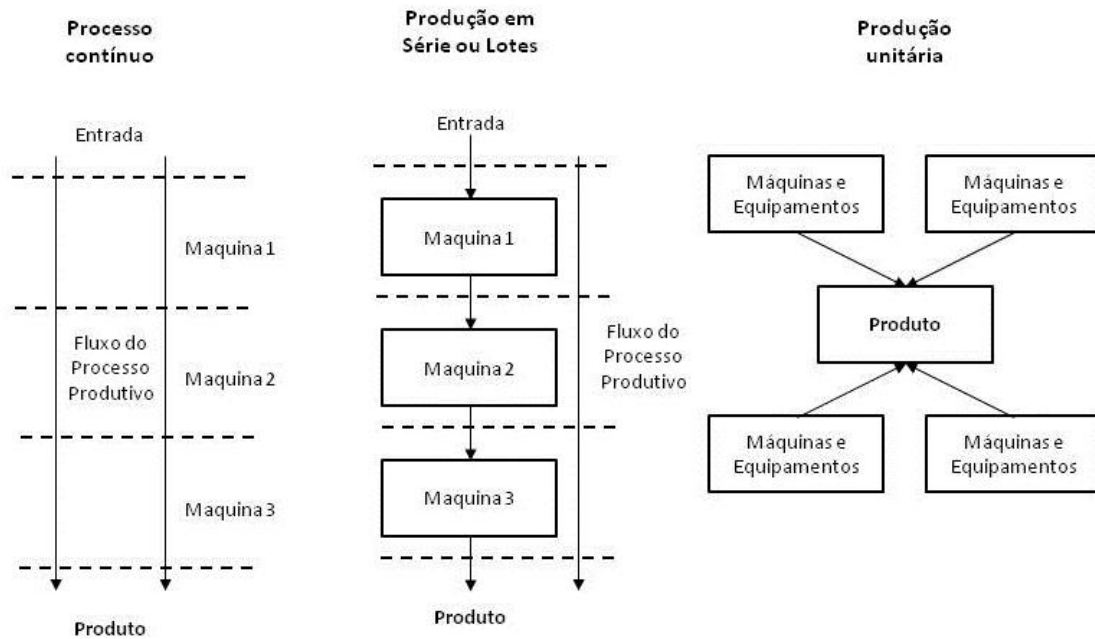 Processo
contínuo
Entrada
Maquina 1
Fluxo do
Processo
Produtivo
Maquina 2
Maquina 3
Produto
Produção em
Série ou Lotes
Entrada
Maquina 1
Maquina 2
Fluxo do
Processo
Produtivo
Maquina 3
Produto
Produção
unitária
Máquinas e
Equipamentos
Máquinas e
Equipamentos
Produto
Máquinas e
Equipamentos
Máquinas e
Equipamentos